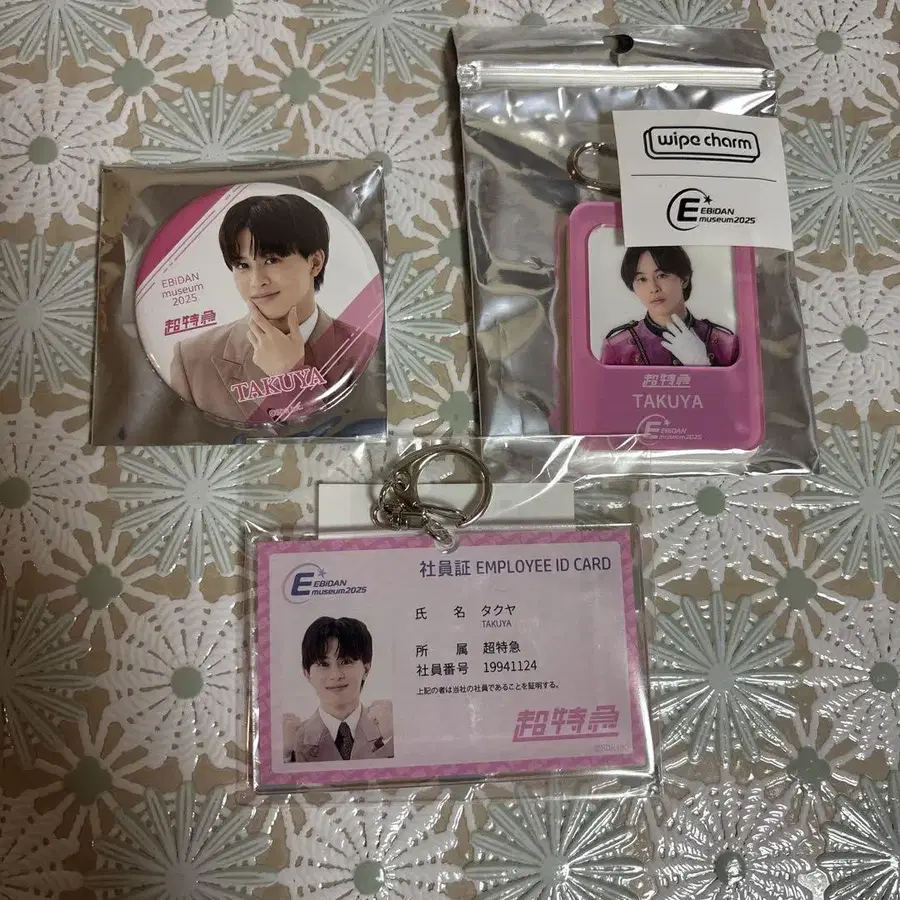 EBiDAN
museum
2025
超特急
TAKUYA
wipe charm
E EBiDAN
museum2025
超特急
TAKUYA
E EBiDAN
museum2025
E EBiDAN
museum2025
社員証 EMPLOYEE ID CARD
氏 名 タクヤ
TAKUYA
所 属 超特急
社員番号 19941124
上記の者は当社の社員であることを証明する。
超特急